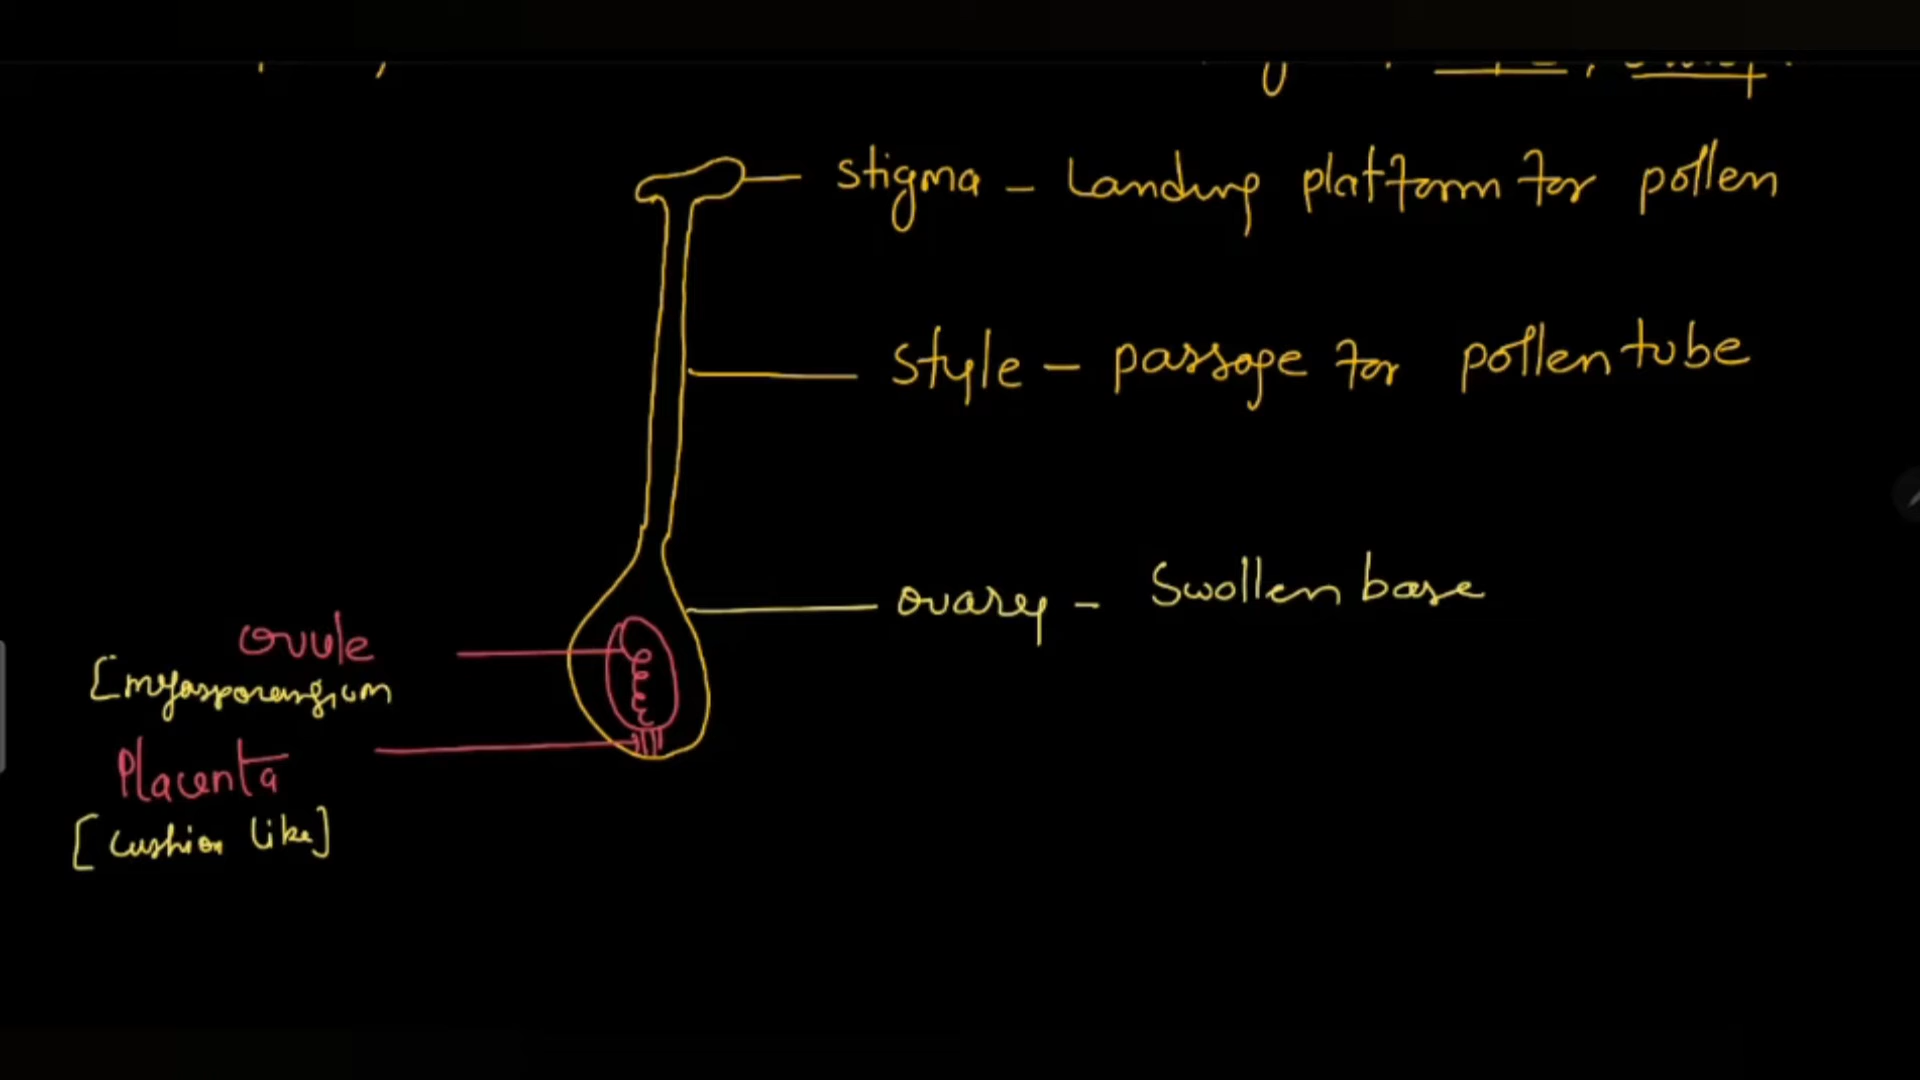 stigma - Landing platform for pollen
style - passage for pollen tube
ovary - Swollen base
ovule
[megasporangium
Placenta
[cushion like]